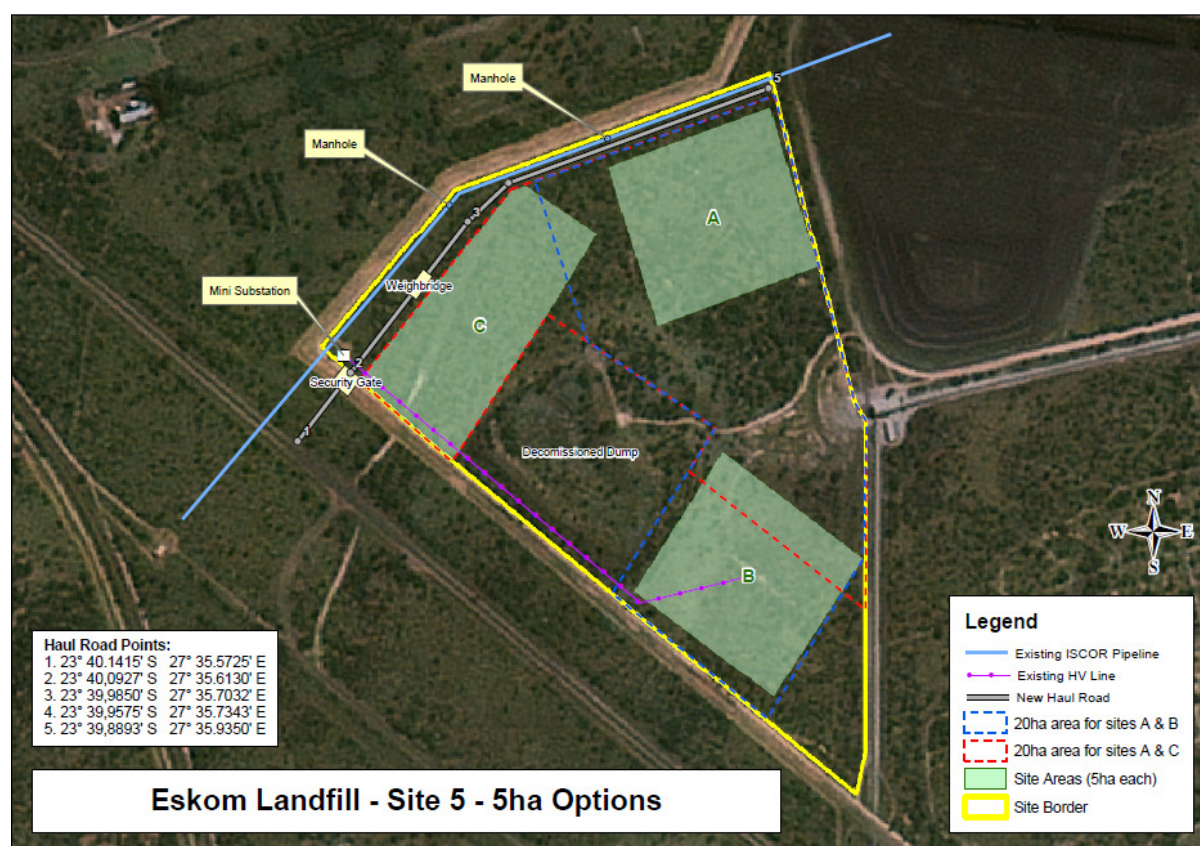 Manhole
5
Manhole
A
3
Mini Substation
Weighbridge
C
2
Security Gate
1
Decomissioned Dump
B
N
W E
S
Haul Road Points:
1. 23° 40.1415' S 27° 35.5725' E
2. 23° 40,0927' S 27° 35.6130' E
3. 23° 39,9850' S 27° 35.7032' E
4. 23° 39,9575' S 27° 35.7343' E
5. 23° 39,8893' S 27° 35.9350' E
Eskom Landfill - Site 5 - 5ha Options
Legend
Existing ISCOR Pipeline
Existing HV Line
New Haul Road
20ha area for sites A & B
20ha area for sites A & C
Site Areas (5ha each)
Site Border